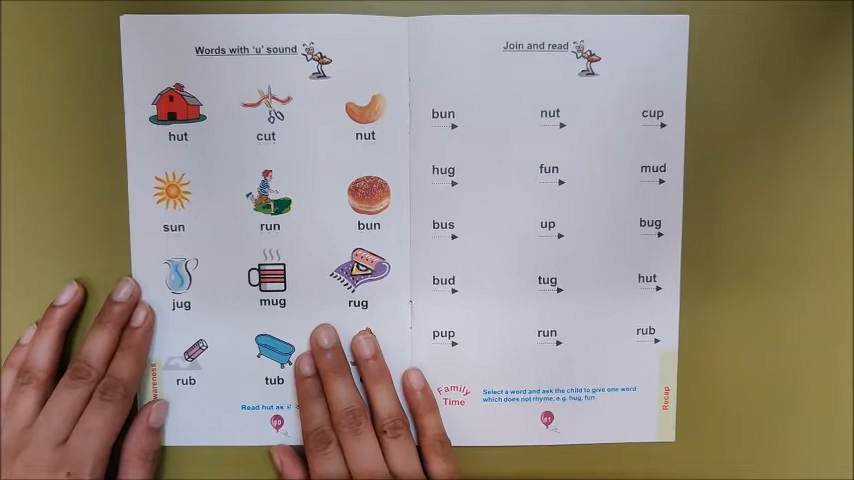 Words with 'u' sound
hut cut nut
sun run bun
jug mug rug
rub tub
Read hut as
60
Join and read
bun nut cup
hug fun mud
bus up bug
bud tug hut
pup run rub
Family
Time
Select a word and ask the child to give one word
which does not rhyme, e.g. hug, fun
61
Recap